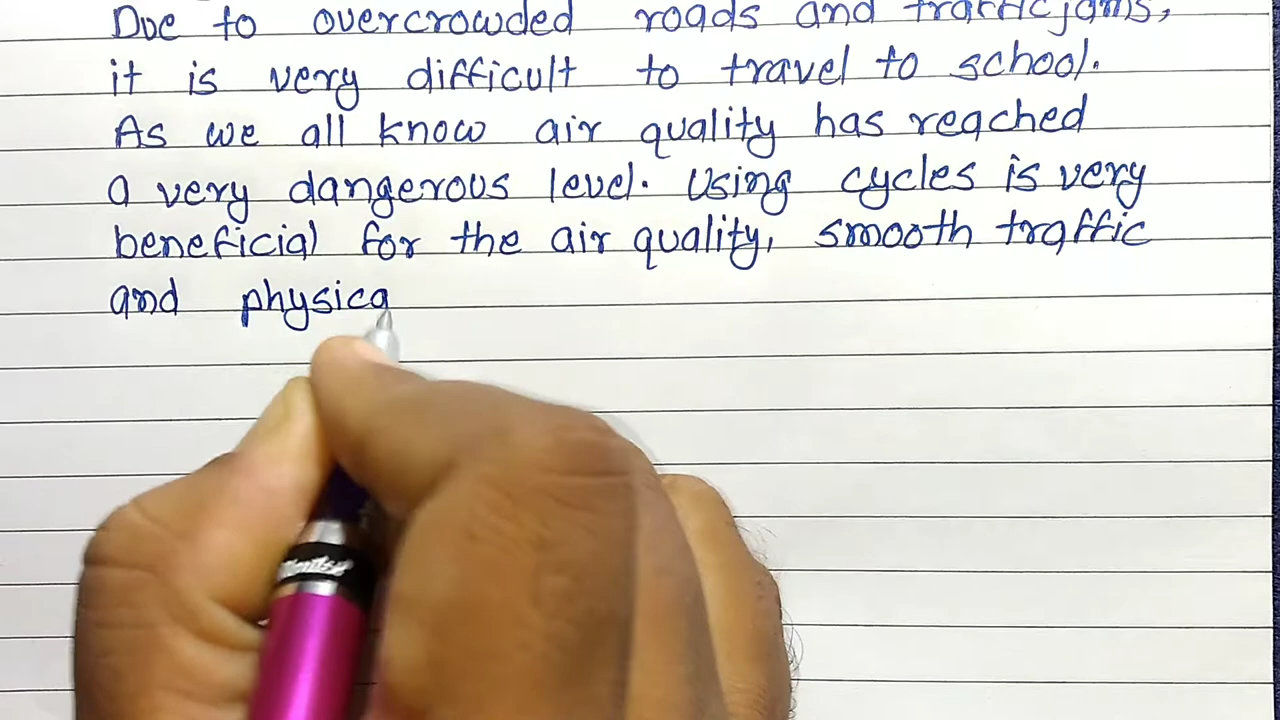 Due to overcrowded roads and traffic jams,
it is very difficult to travel to school.
As we all know air quality has reached
a very dangerous level. Using cycles is very
beneficial for the air quality, smooth traffic
and physica